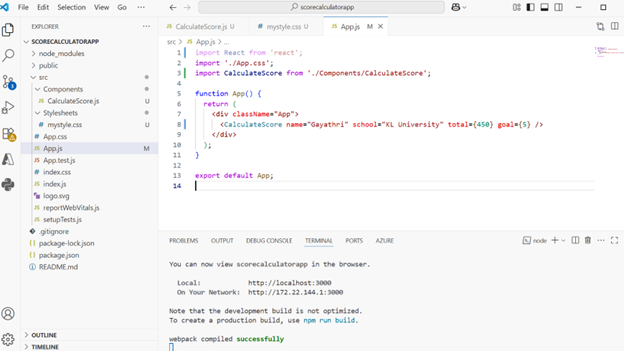 File Edit Selection View Go ··· scorecalculatorapp
EXPLORER ···
SCORECALCULATORAPP
node_modules
public
src
Components
JS CalculateScore.js U
Stylesheets
# mystyle.css U
# App.css
JS App.js M
JS App.test.js
# index.css
JS index.js
logo.svg
JS reportWebVitals.js
JS setupTests.js
.gitignore
package-lock.json
package.json
README.md
OUTLINE
TIMELINE
3
JS CalculateScore.js U # mystyle.css U JS App.js M
src > JS App.js > ...
1 import React from 'react';
2 import './App.css';
3 import CalculateScore from './Components/CalculateScore';
4
5 function App() {
6 return (
7 <div className="App">
8 <CalculateScore name="Gayathri" school="KL University" total={450} goal={5} />
9 </div>
10 );
11 }
12
13 export default App;
14
PROBLEMS OUTPUT DEBUG CONSOLE TERMINAL PORTS AZURE node
You can now view scorecalculatorapp in the browser.
Local: http://localhost:3000
On Your Network: http://172.22.144.1:3000
Note that the development build is not optimized.
To create a production build, use npm run build.
webpack compiled successfully